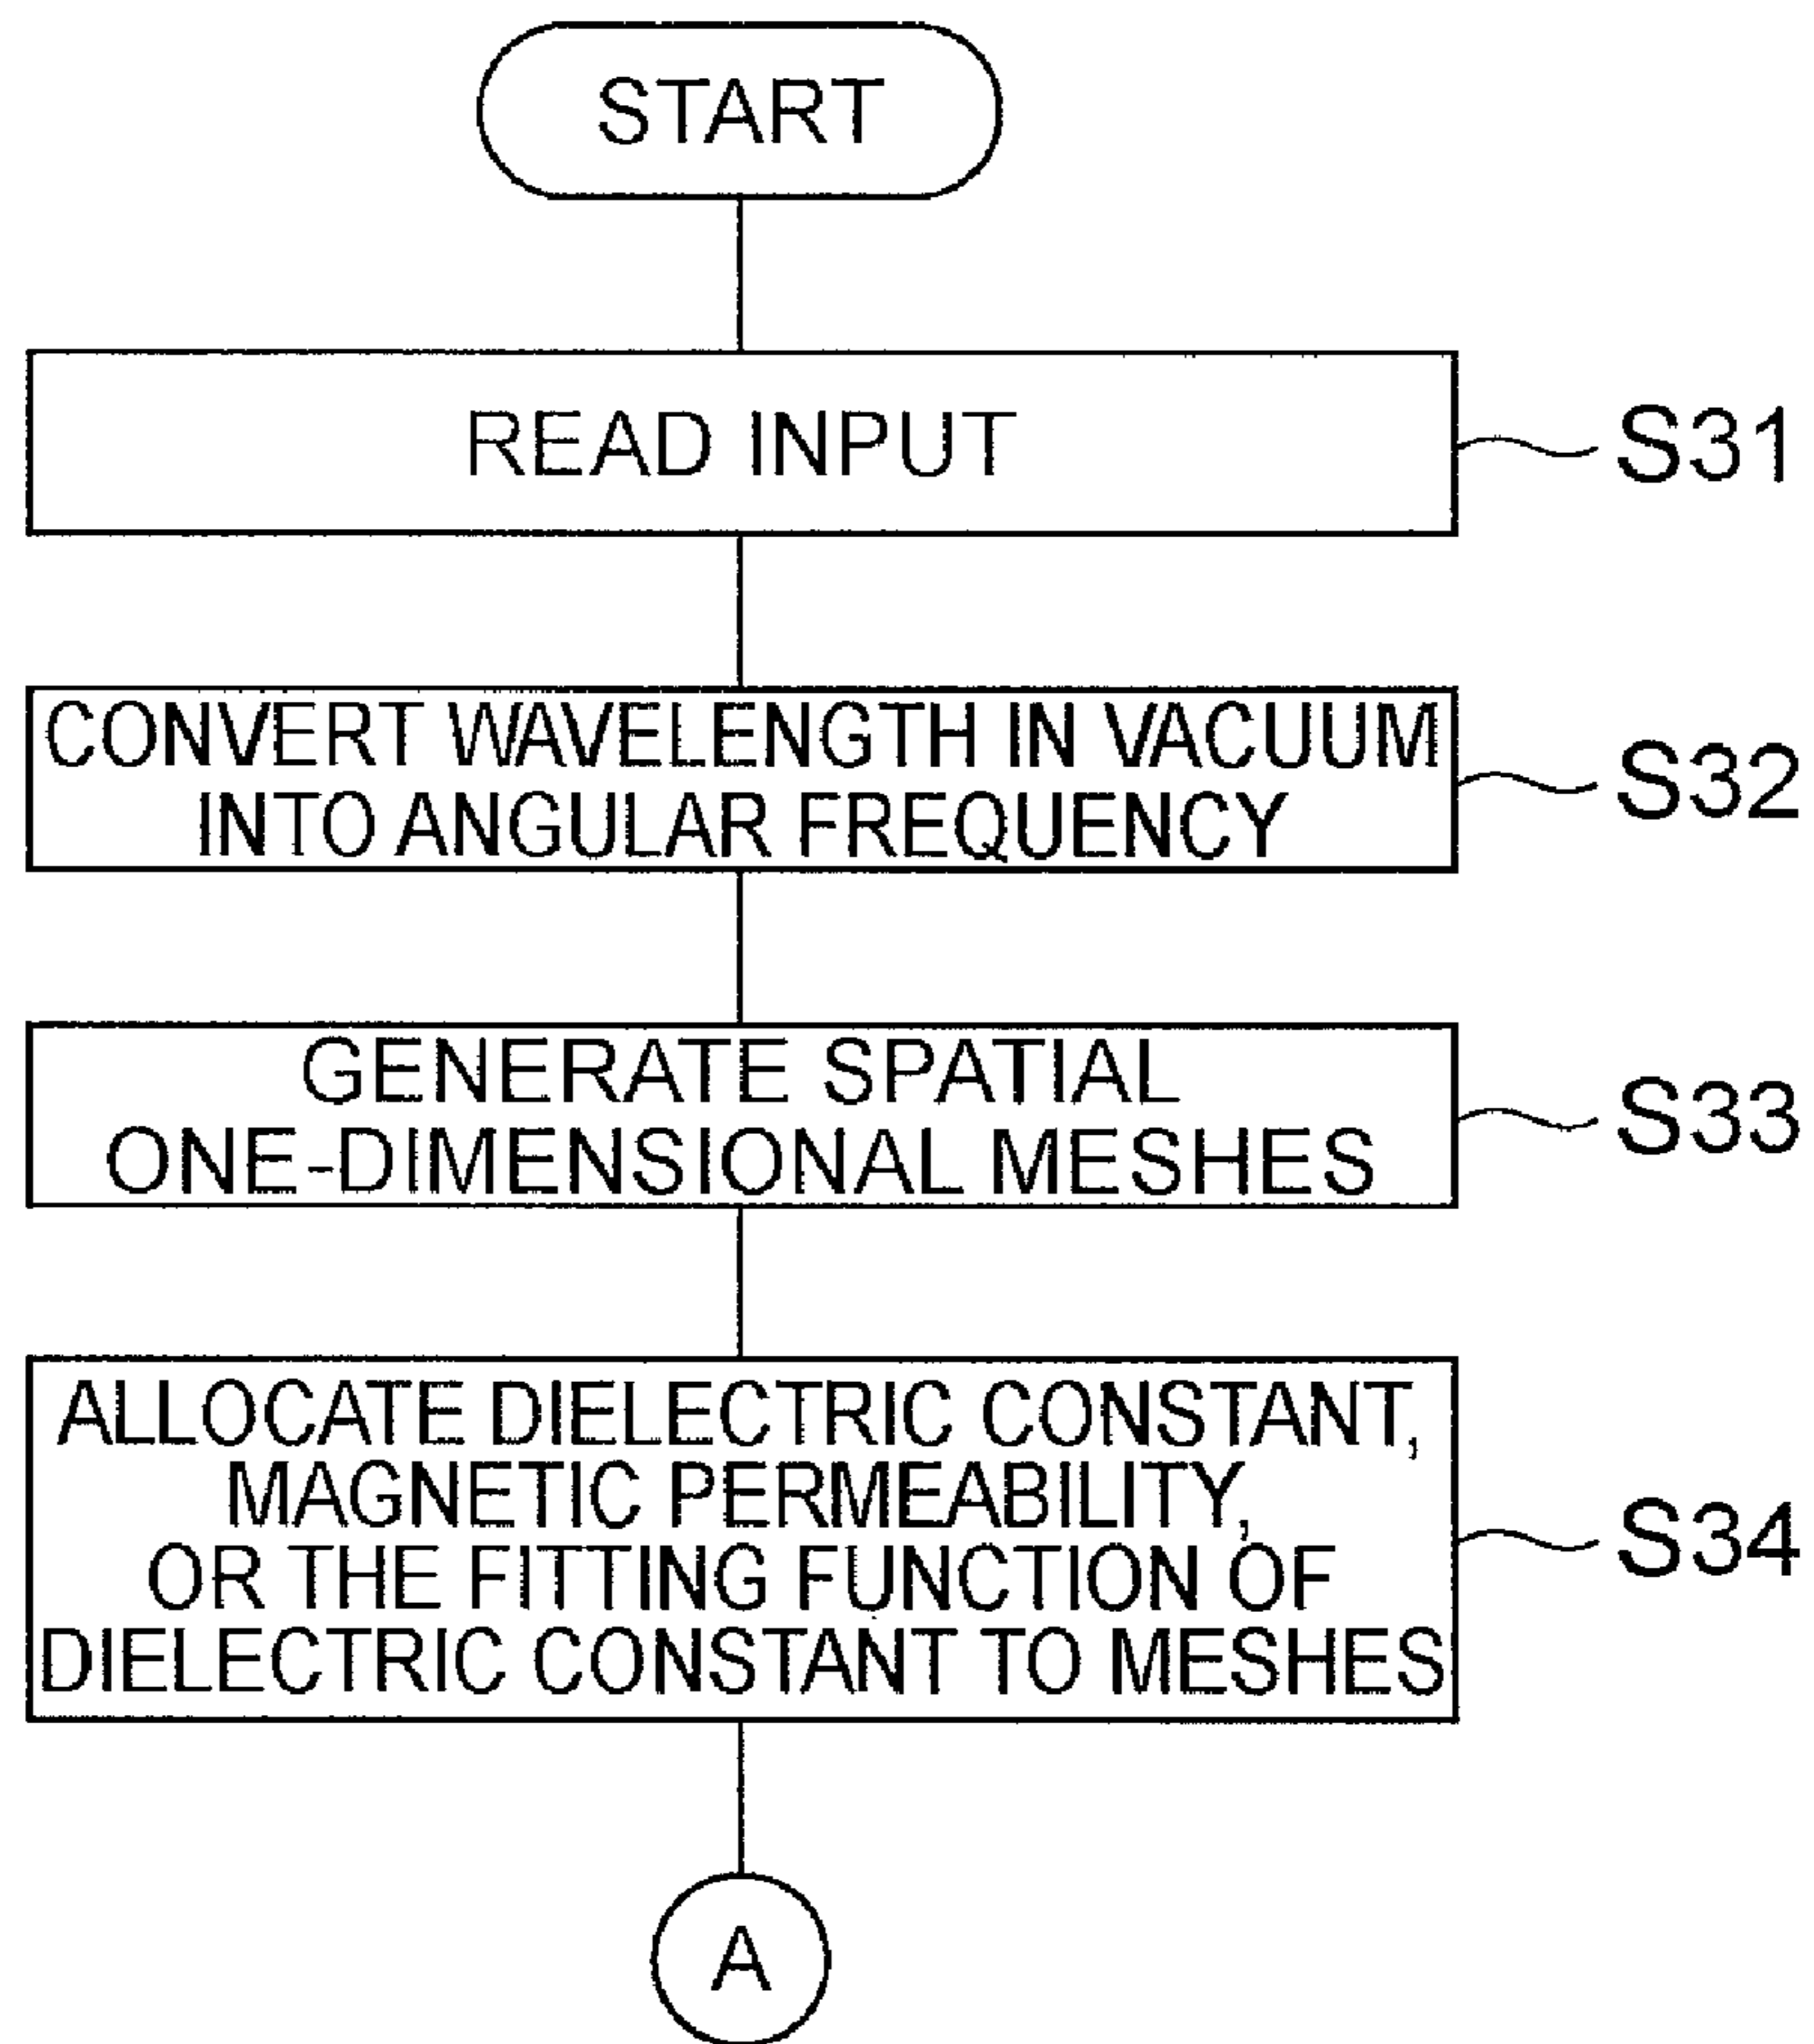 START
READ INPUT
S31
CONVERT WAVELENGTH IN VACUUM
INTO ANGULAR FREQUENCY
S32
GENERATE SPATIAL
ONE-DIMENSIONAL MESHES
S33
ALLOCATE DIELECTRIC CONSTANT,
MAGNETIC PERMEABILITY,
OR THE FITTING FUNCTION OF
DIELECTRIC CONSTANT TO MESHES
S34
A